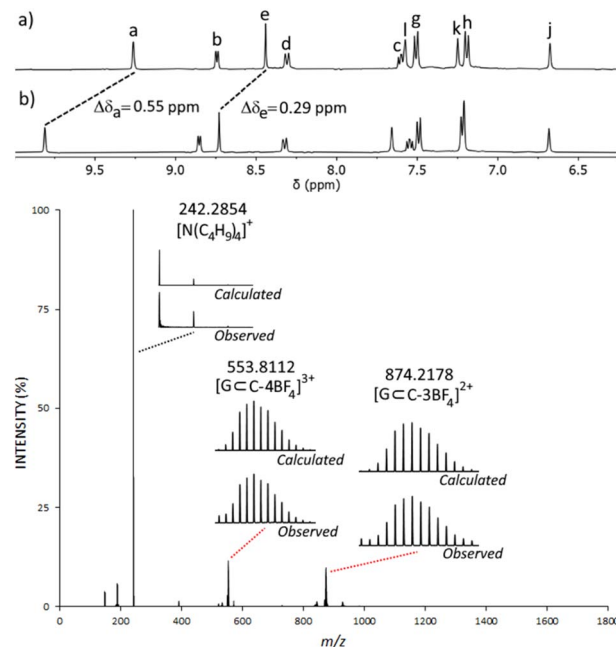 a)
a b e d c l g k h j
b)
Δδa= 0.55 ppm Δδe= 0.29 ppm
9.5 9.0 8.5 8.0 7.5 7.0 6.5
δ (ppm)
100
75
50
25
0
INTENSITY (%)
242.2854
[N(C4H9)4]+
Calculated
Observed
553.8112
[G⊂C-4BF4]3+
Calculated
Observed
874.2178
[G⊂C-3BF4]2+
Calculated
Observed
0 200 400 600 800 1000 1200 1400 1600 1800
m/z